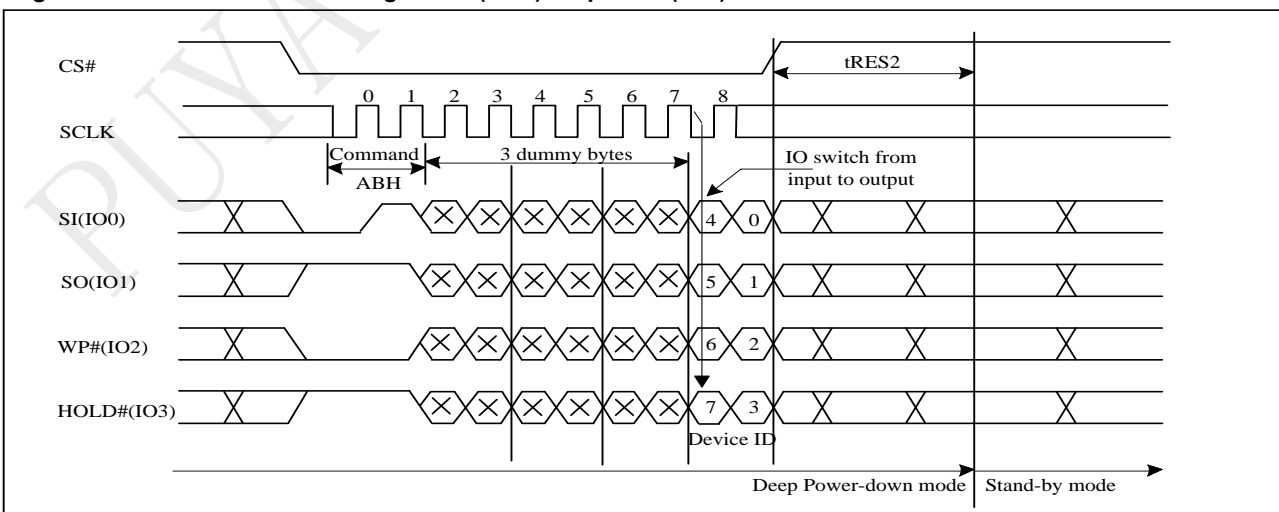 PUYA
CS#
tRES2
0 1 2 3 4 5 6 7 8
SCLK
Command
3 dummy bytes
IO switch from
input to output
ABH
SI(IO0)
4 0
SO(IO1)
5 1
WP#(IO2)
6 2
HOLD#(IO3)
7 3
Device ID
Deep Power-down mode
Stand-by mode